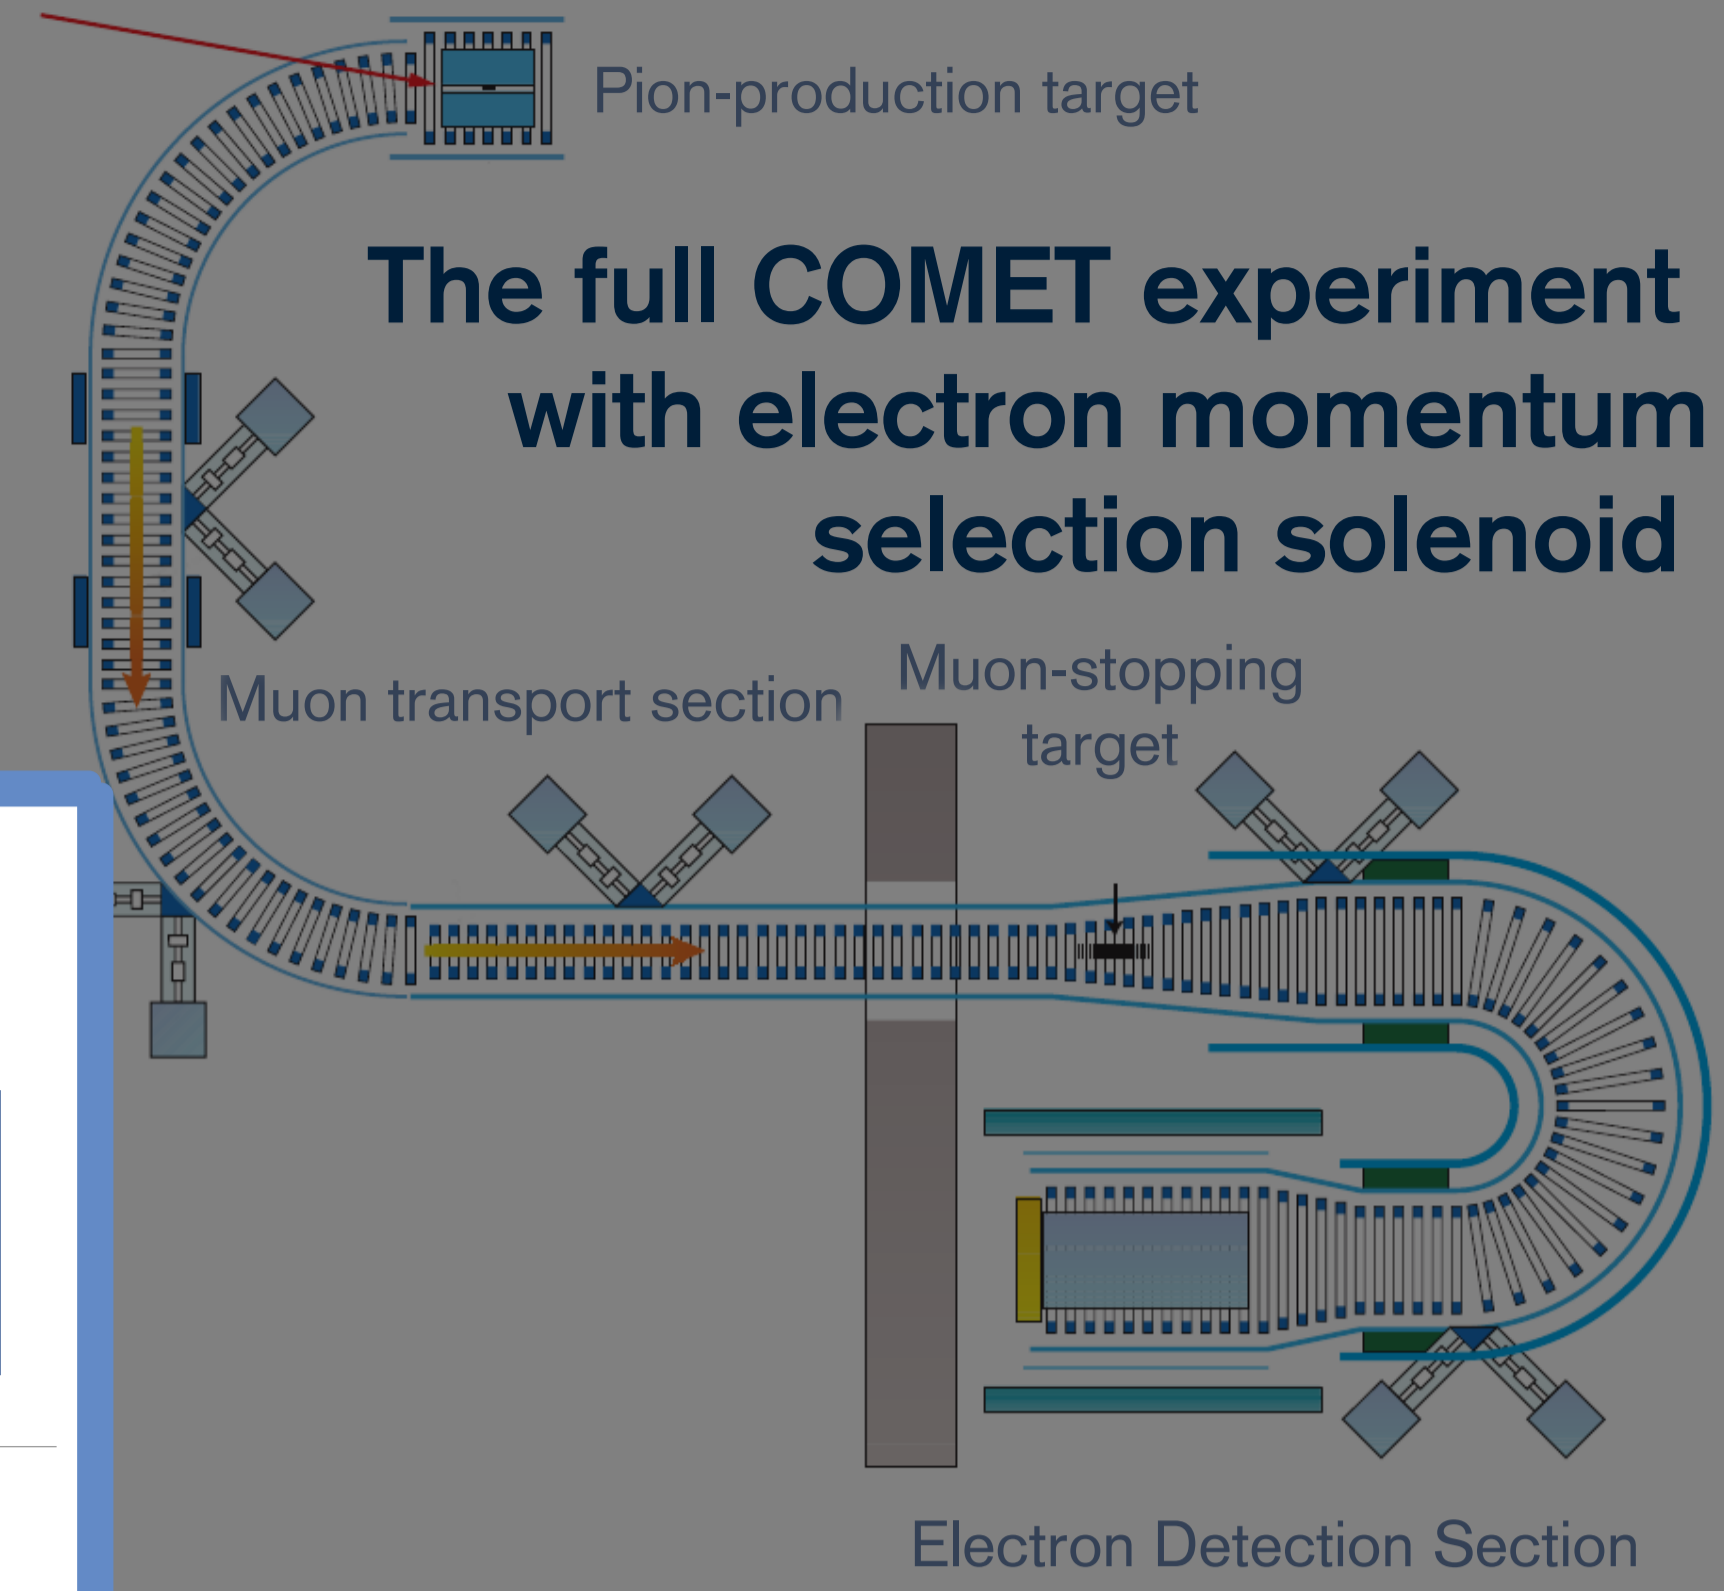 Pion-production target
The full COMET experiment
with electron momentum
selection solenoid
Muon transport section
Muon-stopping
target
Electron Detection Section